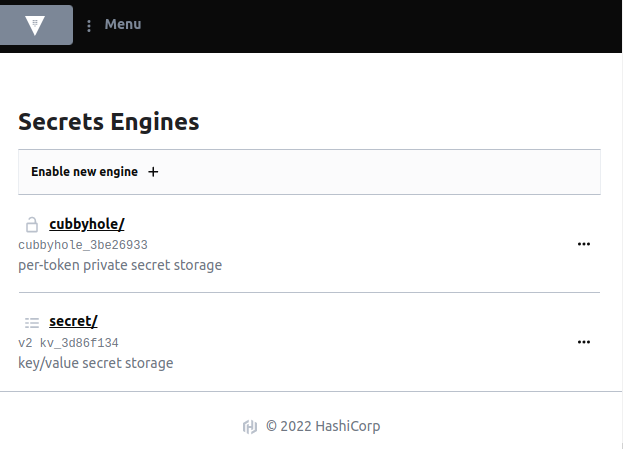 Menu
Secrets Engines
Enable new engine +
cubbyhole/
cubbyhole_3be26933
per-token private secret storage
secret/
v2 kv_3d86f134
key/value secret storage
© 2022 HashiCorp